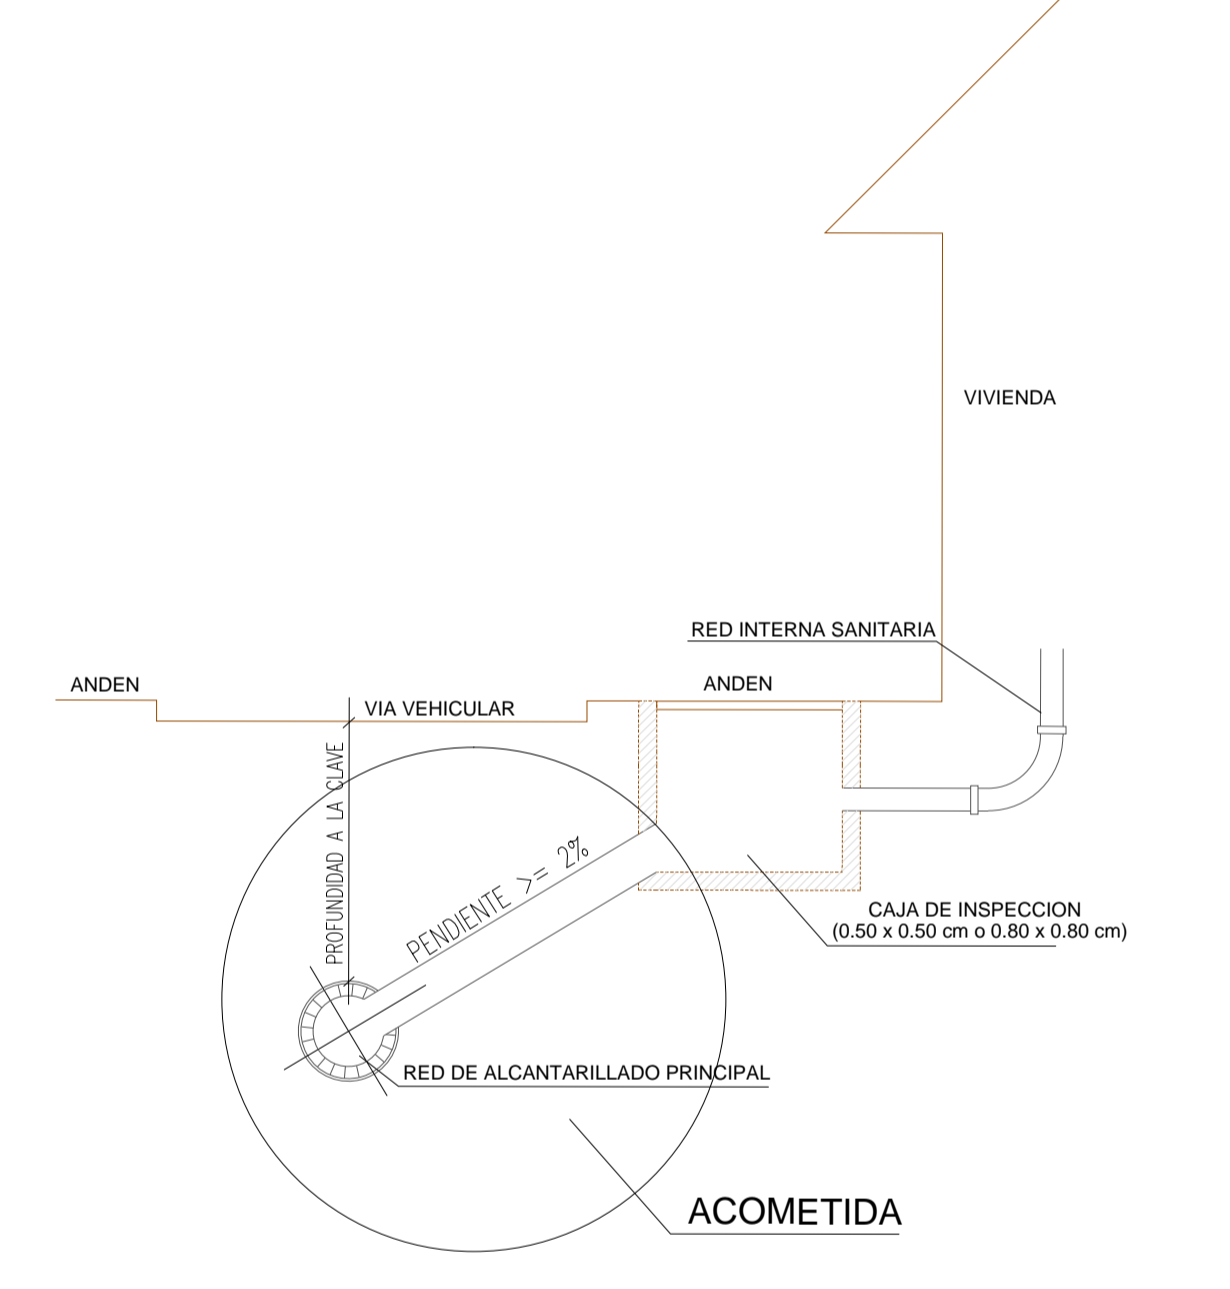 VIVIENDA
RED INTERNA SANITARIA
ANDEN
ANDEN
VIA VEHICULAR
PROFUNDIDAD A LA CLAVE
PENDIENTE >= 2%
CAJA DE INSPECCION
(0.50 x 0.50 cm o 0.80 x 0.80 cm)
RED DE ALCANTARILLADO PRINCIPAL
ACOMETIDA